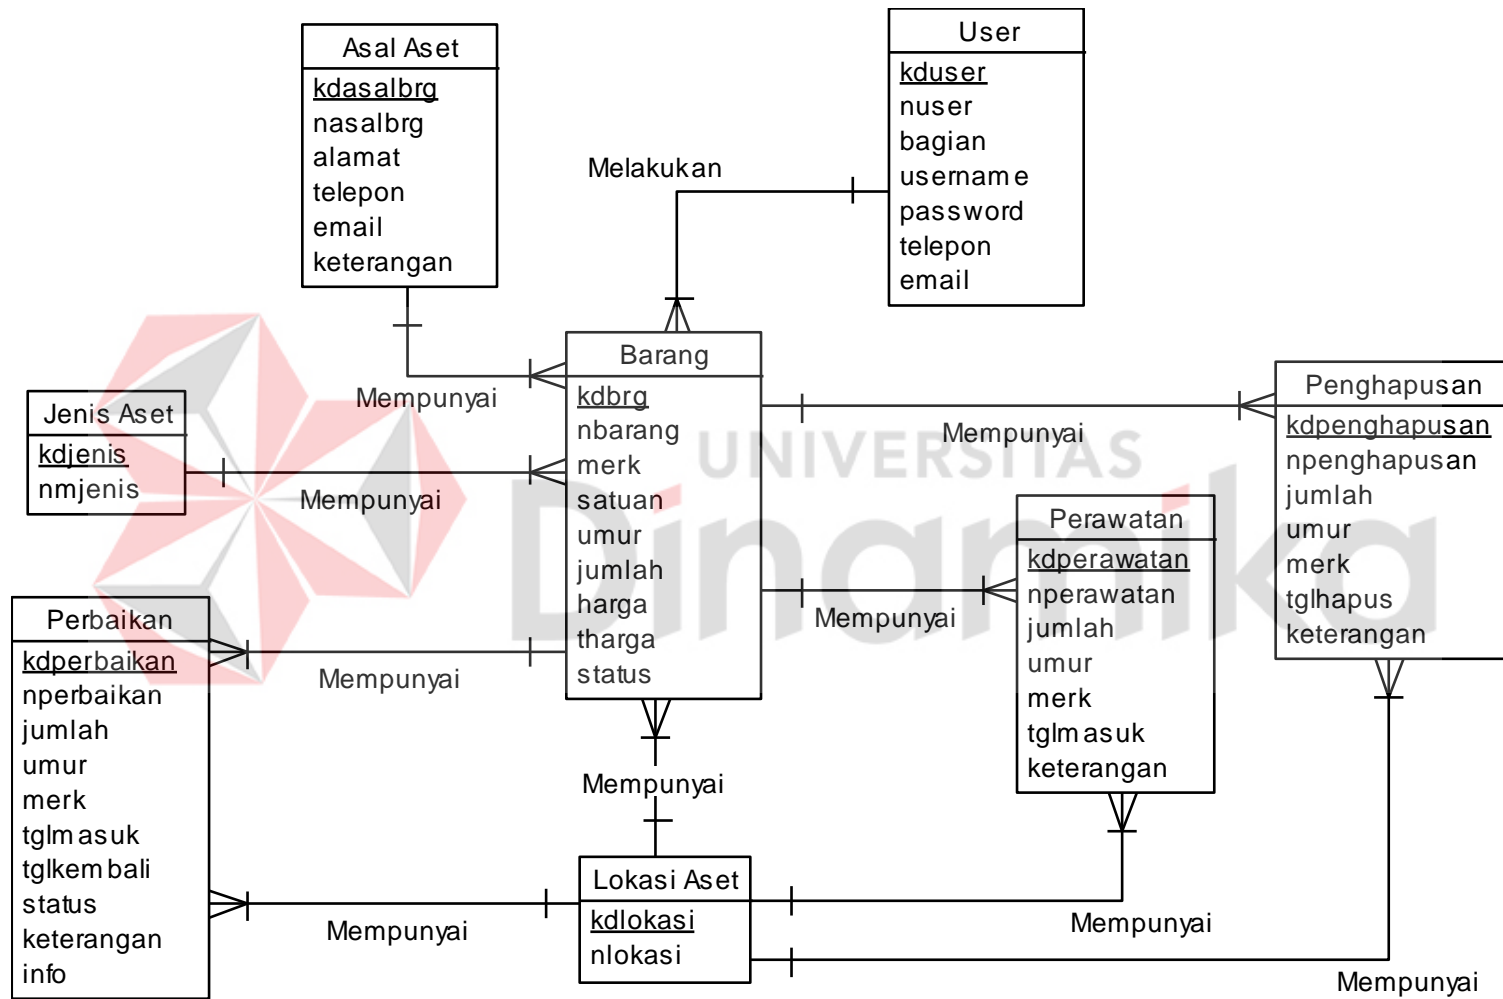 Asal Aset
kdasalbrg
nasalbrg
alamat
telepon
email
keterangan
User
kduser
nuser
bagian
username
password
telepon
email
Melakukan
Mempunyai
Barang
kdbrg
nbarang
merk
satuan
umur
jumlah
harga
tharga
status
Jenis Aset
kdjenis
nmjenis
Mempunyai
Mempunyai
Penghapusan
kdpenghapusan
npenghapusan
jumlah
umur
merk
tglhapus
keterangan
UNIVERSITAS
Dinamika
Perawatan
kdperawatan
nperawatan
jumlah
umur
merk
tglmasuk
keterangan
Mempunyai
Perbaikan
kdperbaikan
nperbaikan
jumlah
umur
merk
tglmasuk
tglkembali
status
keterangan
info
Mempunyai
Mempunyai
Lokasi Aset
kdlokasi
nlokasi
Mempunyai
Mempunyai
Mempunyai